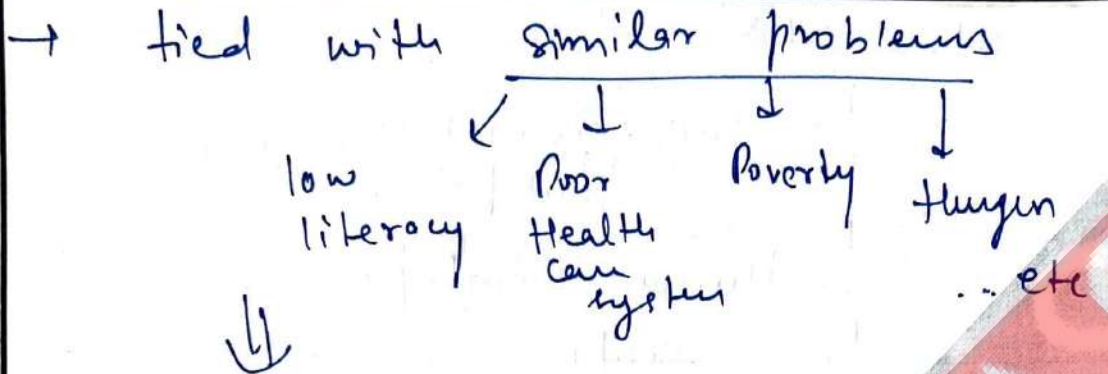 → tied with similar problems
low literacy
Poor Health care system
Poverty
Hunger
... etc